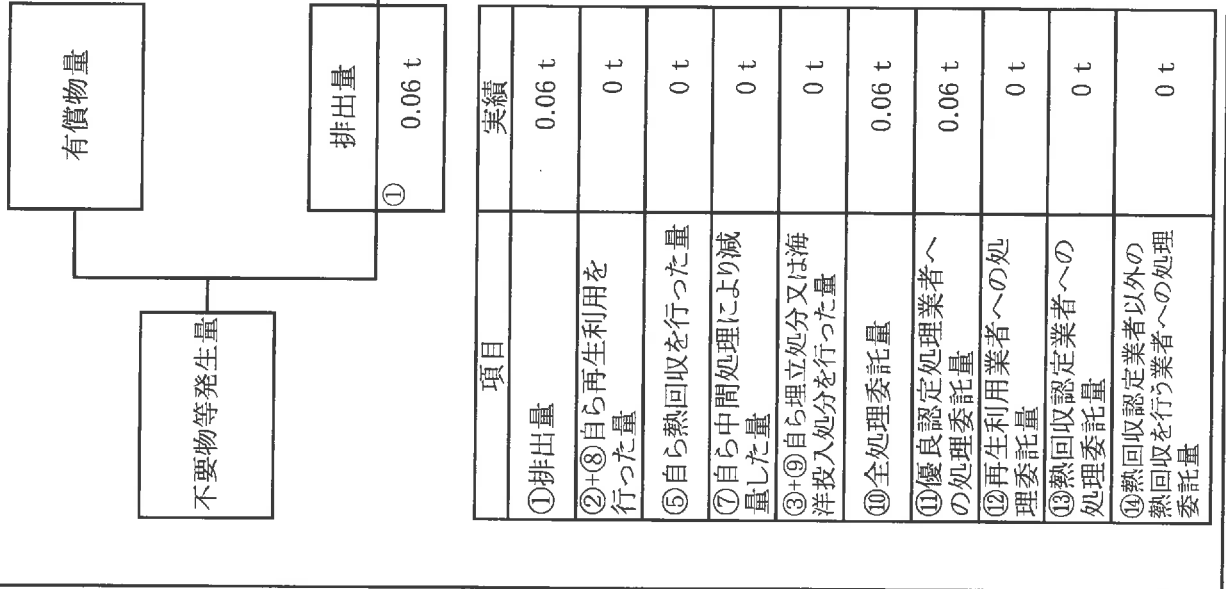 不要物等発生量
有償物量
排出量
①
0.06 t
項目
実績
①排出量
0.06 t
②+⑧自ら再生利用を
行った量
0 t
⑤自ら熱回収を行った量
0 t
⑦自ら中間処理により減
量した量
0 t
③+⑨自ら埋立処分又は海
洋投入処分を行った量
0 t
⑩全処理委託量
0.06 t
⑪優良認定処理業者へ
の処理委託量
0.06 t
⑫再生利用業者への処
理委託量
0 t
⑬熱回収認定業者への
処理委託量
0 t
⑭熱回収認定業者以外の
熱回収を行う業者への処理
委託量
0 t